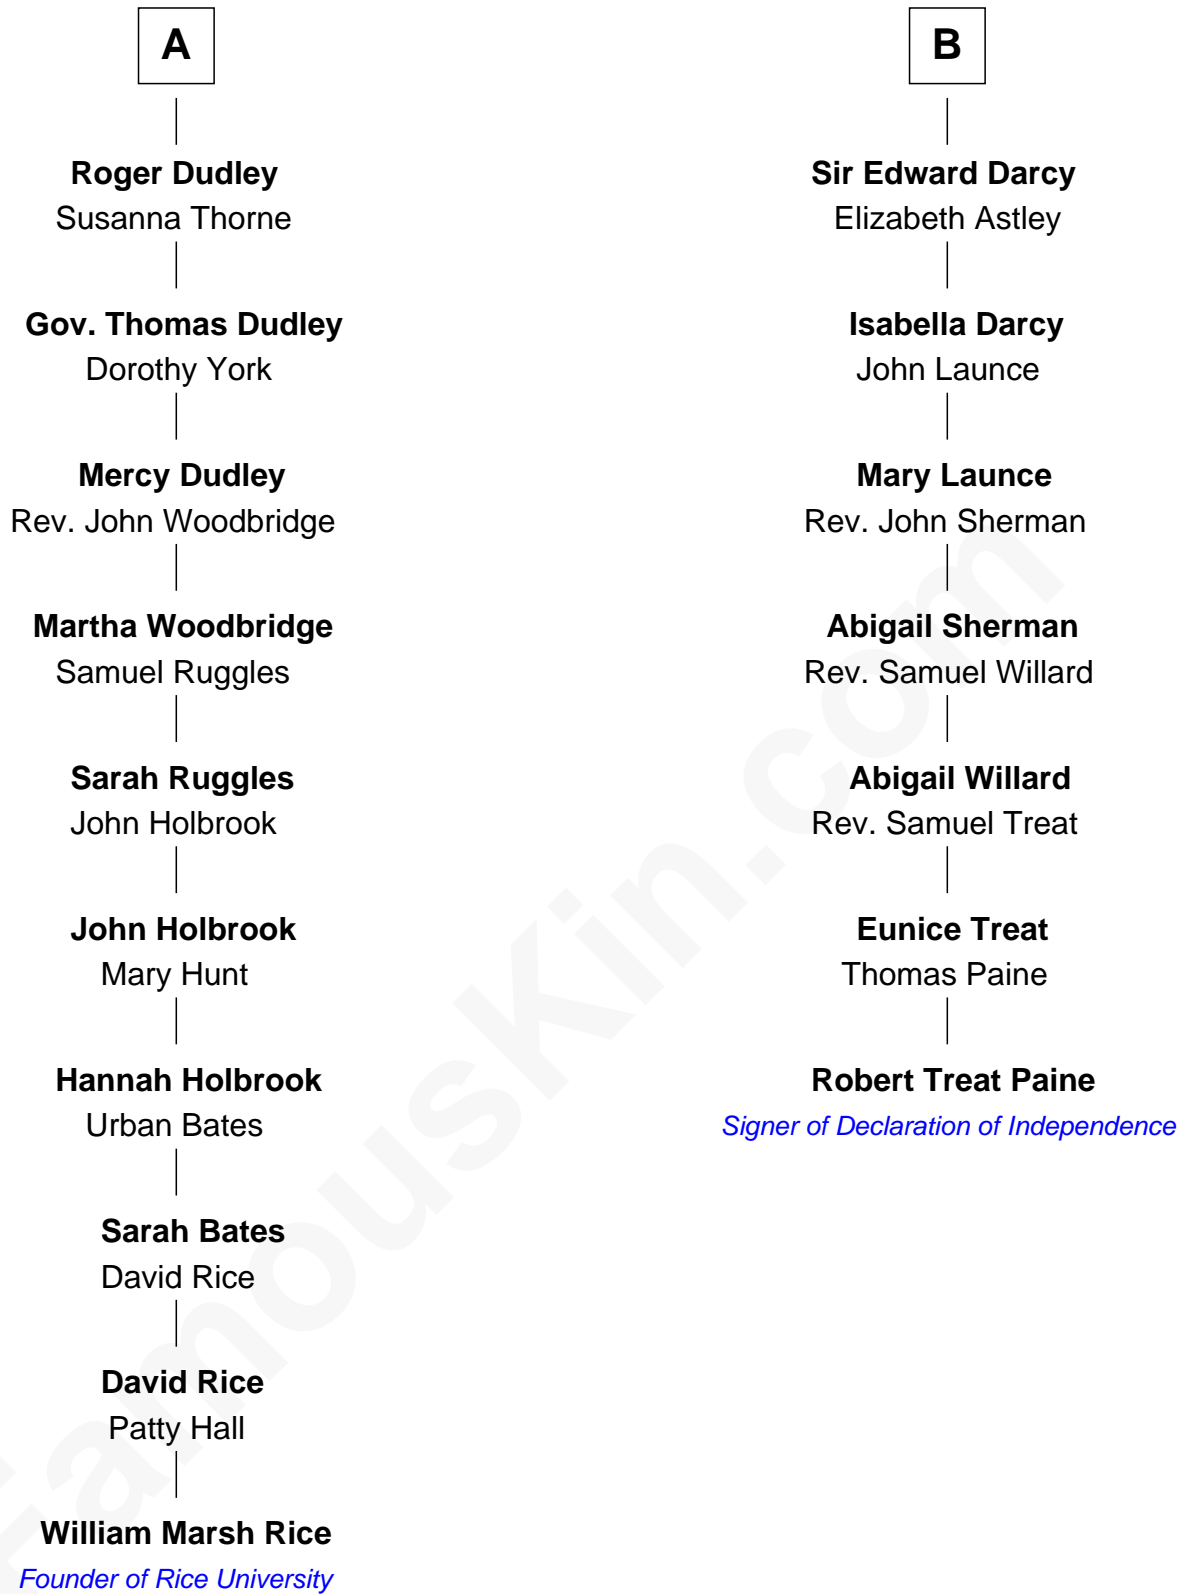 A
Roger Dudley
Susanna Thorne
Gov. Thomas Dudley
Dorothy York
Mercy Dudley
Rev. John Woodbridge
Martha Woodbridge
Samuel Ruggles
Sarah Ruggles
John Holbrook
John Holbrook
Mary Hunt
Hannah Holbrook
Urban Bates
Sarah Bates
David Rice
David Rice
Patty Hall
William Marsh Rice
Founder of Rice University
B
Sir Edward Darcy
Elizabeth Astley
Isabella Darcy
John Launce
Mary Launce
Rev. John Sherman
Abigail Sherman
Rev. Samuel Willard
Abigail Willard
Rev. Samuel Treat
Eunice Treat
Thomas Paine
Robert Treat Paine
Signer of Declaration of Independence
FamousKin.com